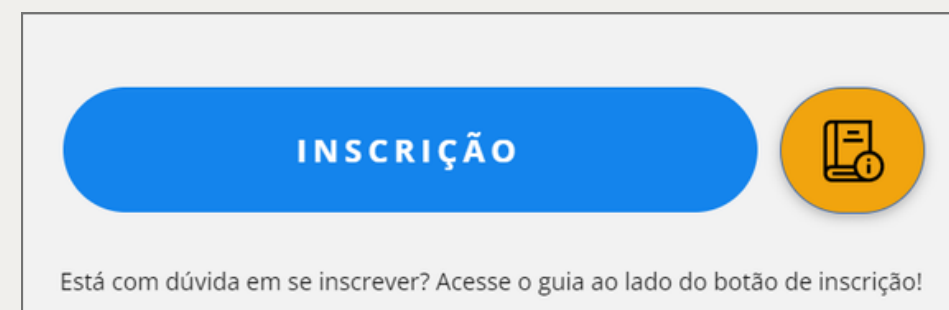 INSCRIÇÃO
Está com dúvida em se inscrever? Acesse o guia ao lado do botão de inscrição!